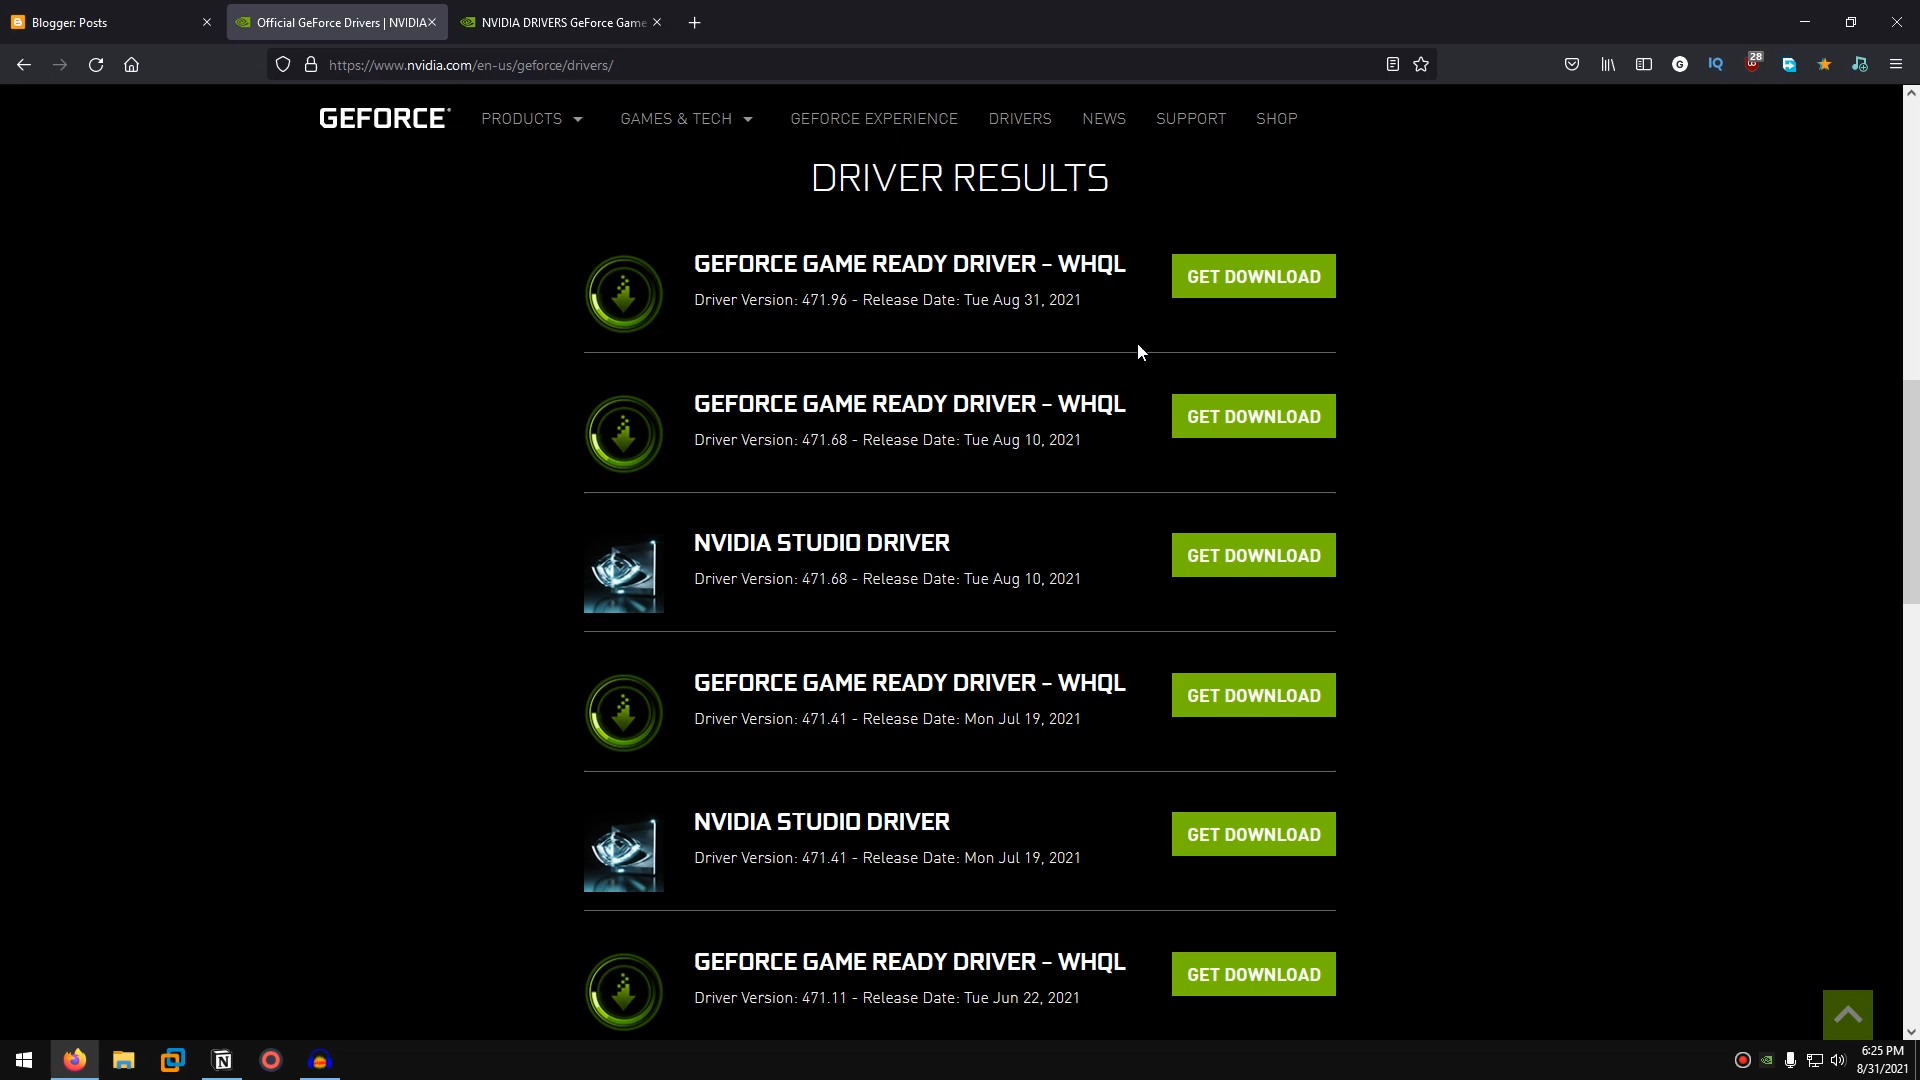 Blogger: Posts
Official GeForce Drivers | NVIDIA
NVIDIA DRIVERS GeForce Game
https://www.nvidia.com/en-us/geforce/drivers/
28
G
IQ
GEFORCE
PRODUCTS
GAMES & TECH
GEFORCE EXPERIENCE
DRIVERS
NEWS
SUPPORT
SHOP
DRIVER RESULTS
GEFORCE GAME READY DRIVER - WHQL
Driver Version: 471.96 - Release Date: Tue Aug 31, 2021
GET DOWNLOAD
GEFORCE GAME READY DRIVER - WHQL
Driver Version: 471.68 - Release Date: Tue Aug 10, 2021
GET DOWNLOAD
NVIDIA STUDIO DRIVER
Driver Version: 471.68 - Release Date: Tue Aug 10, 2021
GET DOWNLOAD
GEFORCE GAME READY DRIVER - WHQL
Driver Version: 471.41 - Release Date: Mon Jul 19, 2021
GET DOWNLOAD
NVIDIA STUDIO DRIVER
Driver Version: 471.41 - Release Date: Mon Jul 19, 2021
GET DOWNLOAD
GEFORCE GAME READY DRIVER - WHQL
Driver Version: 471.11 - Release Date: Tue Jun 22, 2021
GET DOWNLOAD
6:25 PM
8/31/2021